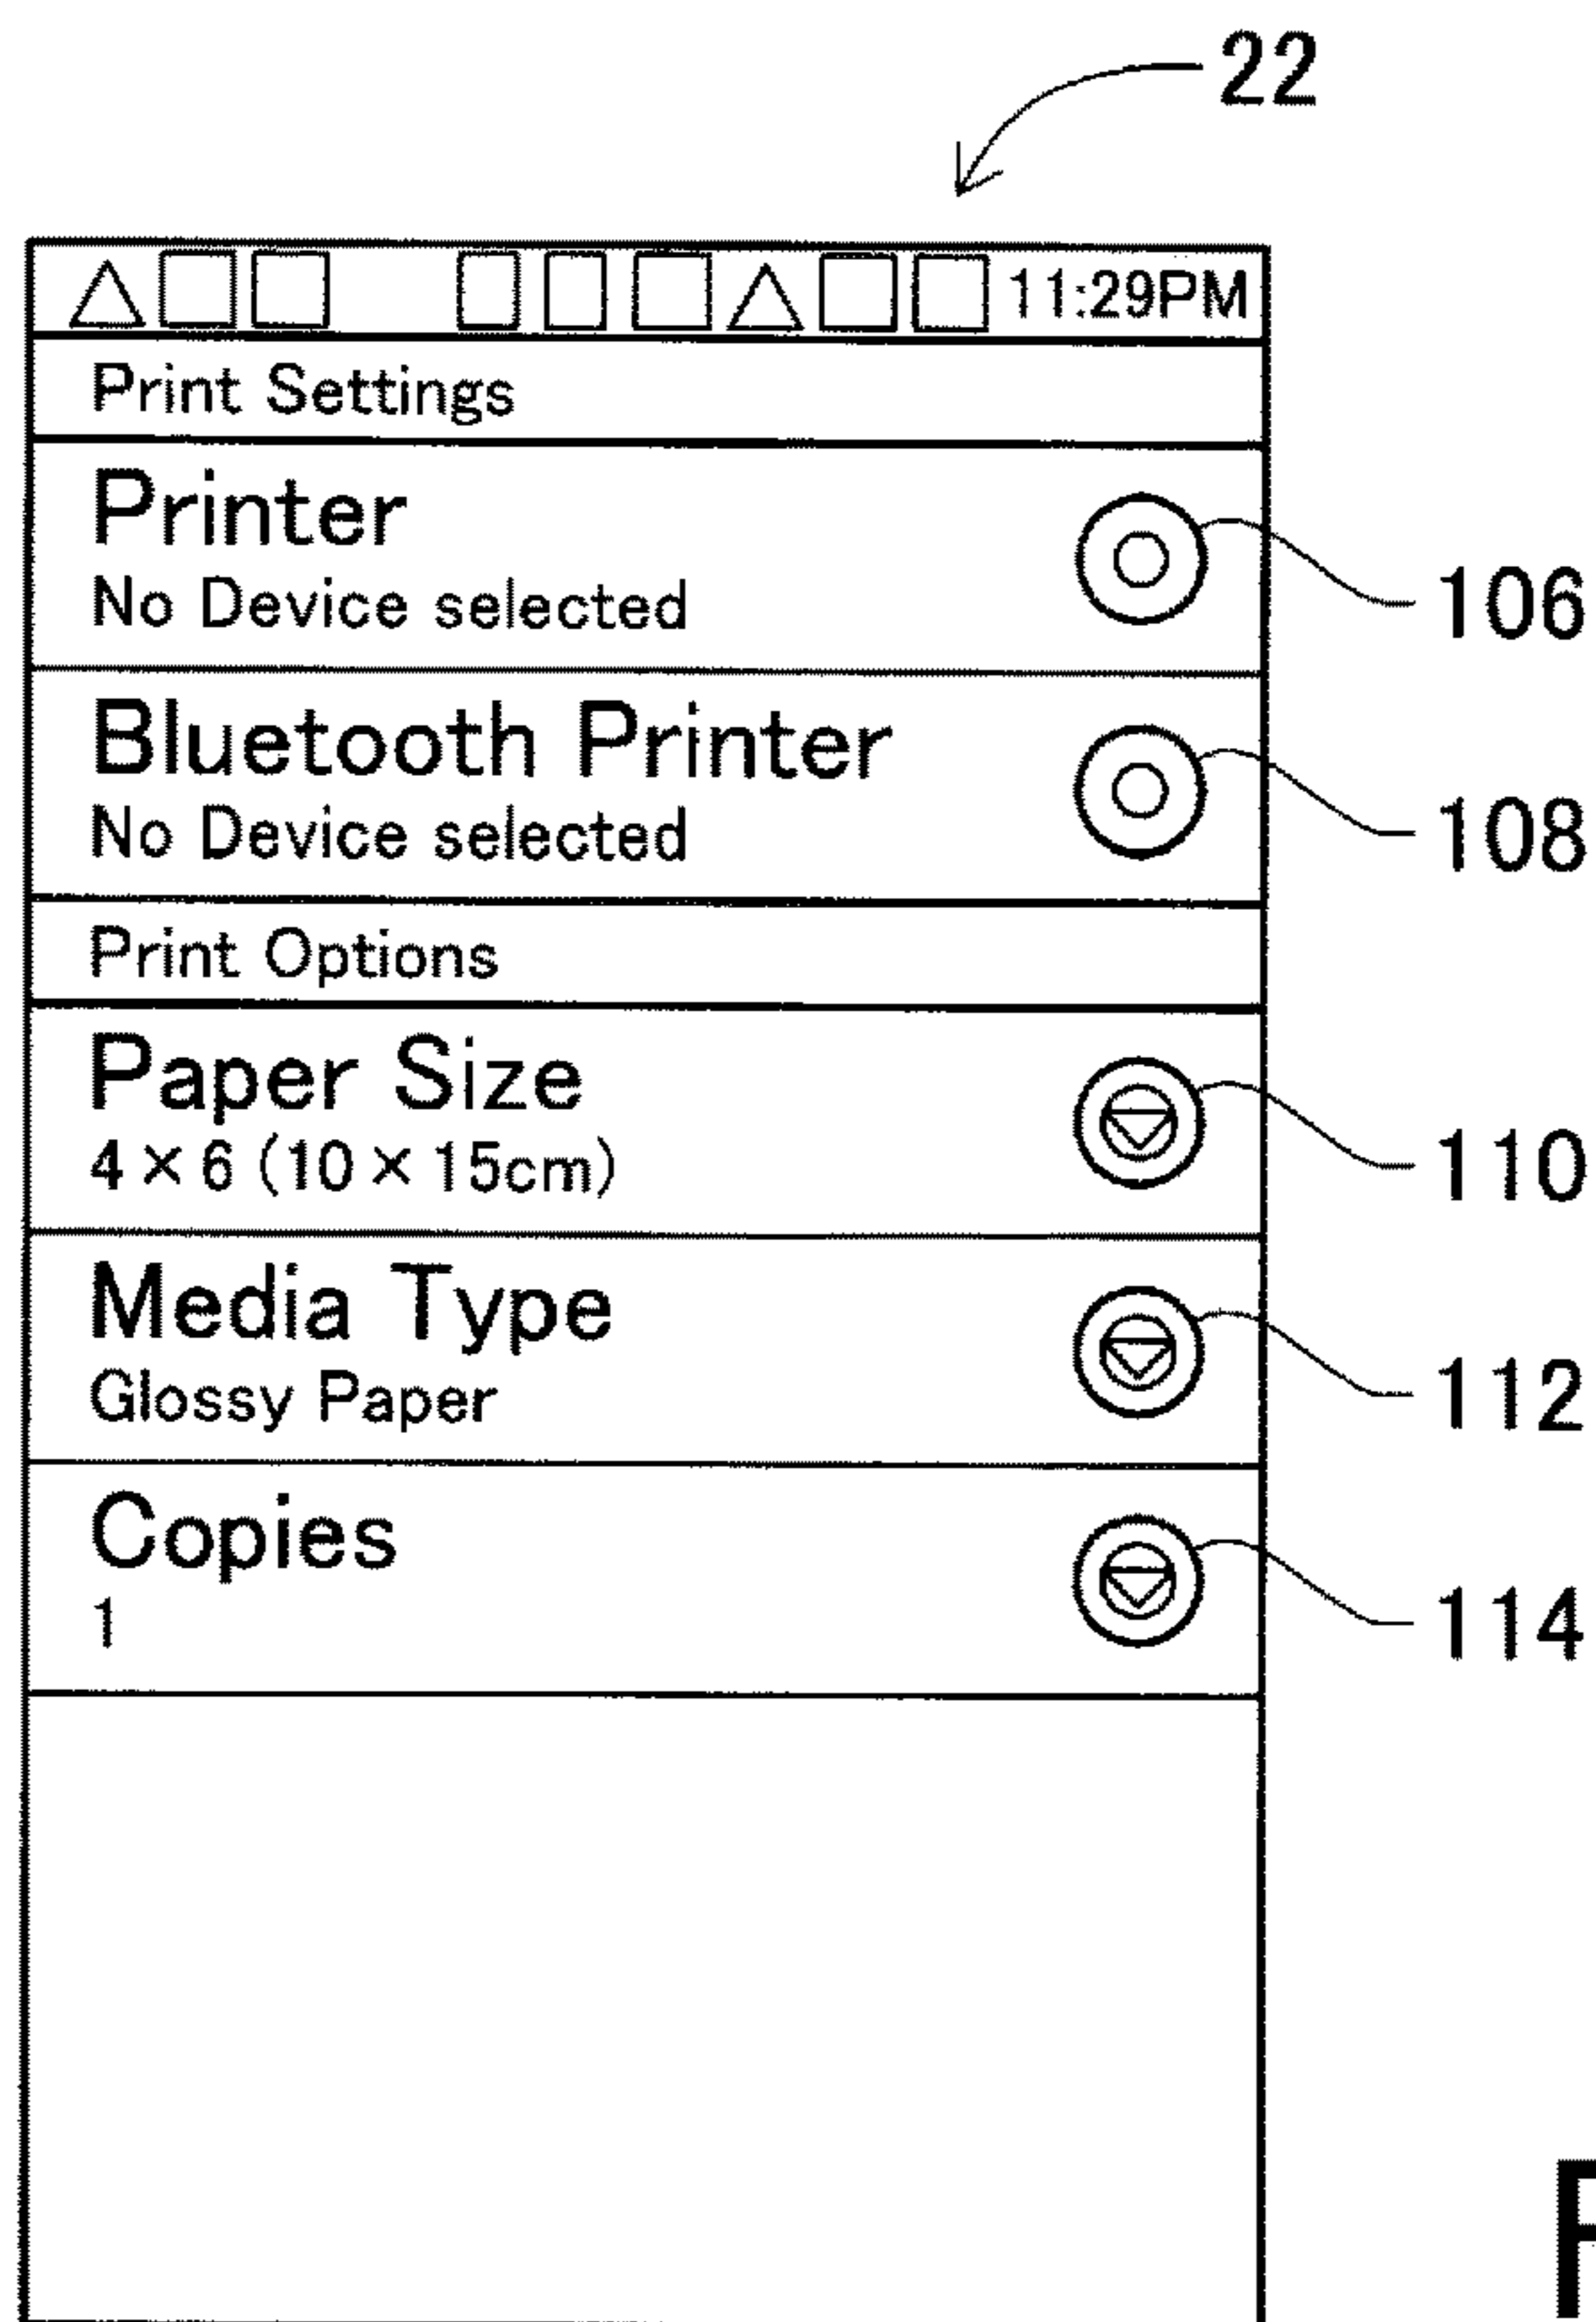 22
11:29PM
Print Settings
Printer
No Device selected
106
Bluetooth Printer
No Device selected
108
Print Options
Paper Size
4×6 (10×15cm)
110
Media Type
Glossy Paper
112
Copies
1
114